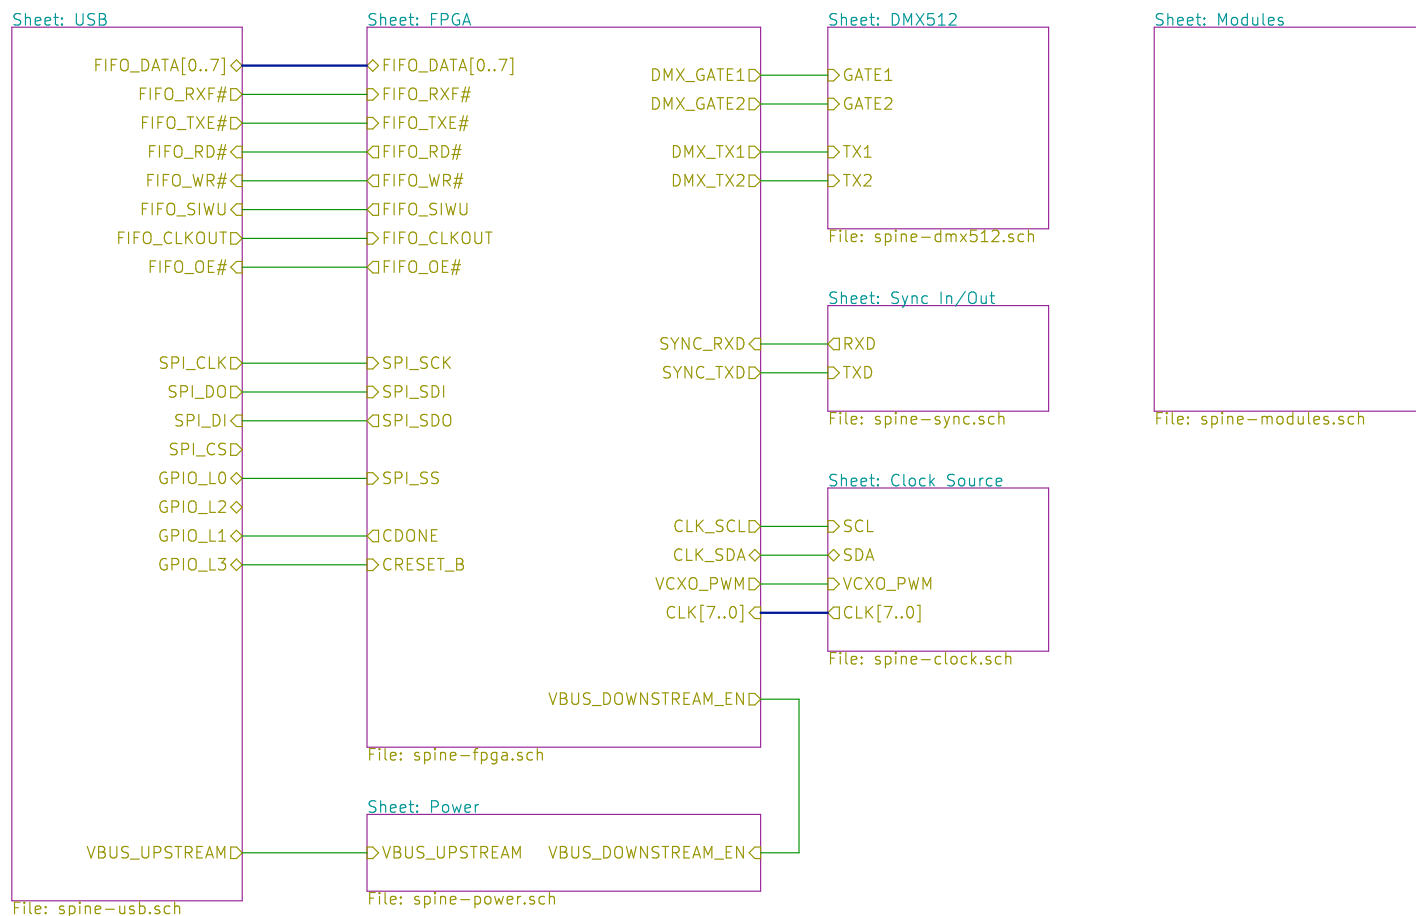 Sheet: USB
FIFO_DATA[0..7]
FIFO_RXF#
FIFO_TXE#
FIFO_RD#
FIFO_WR#
FIFO_SIWU
FIFO_CLKOUT
FIFO_OE#
SPI_CLK
SPI_DO
SPI_DI
SPI_CS
GPIO_L0
GPIO_L2
GPIO_L1
GPIO_L3
VBUS_UPSTREAM
File: spine-usb.sch
Sheet: FPGA
FIFO_DATA[0..7]
FIFO_RXF#
FIFO_TXE#
FIFO_RD#
FIFO_WR#
FIFO_SIWU
FIFO_CLKOUT
FIFO_OE#
SPI_SCK
SPI_SDI
SPI_SDO
SPI_SS
CDONE
CRESET_B
DMX_GATE1
DMX_GATE2
DMX_TX1
DMX_TX2
SYNC_RXD
SYNC_TXD
CLK_SCL
CLK_SDA
VCXO_PWM
CLK[7..0]
VBUS_DOWNSTREAM_EN
File: spine-fpga.sch
Sheet: Power
VBUS_UPSTREAM
VBUS_DOWNSTREAM_EN
File: spine-power.sch
Sheet: DMX512
GATE1
GATE2
TX1
TX2
File: spine-dmx512.sch
Sheet: Sync In/Out
RXD
TXD
File: spine-sync.sch
Sheet: Clock Source
SCL
SDA
VCXO_PWM
CLK[7..0]
File: spine-clock.sch
Sheet: Modules
File: spine-modules.sch